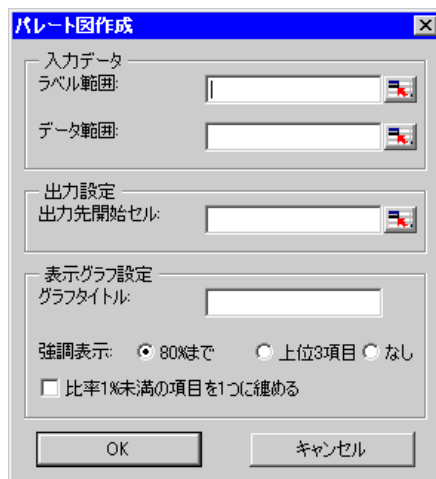 パレート図作成
入力データ
ラベル範囲:
データ範囲:
出力設定
出力先開始セル:
表示グラフ設定
グラフタイトル:
強調表示: 80%まで 上位3項目 なし
比率1%未満の項目を1つに纏める
OK キャンセル